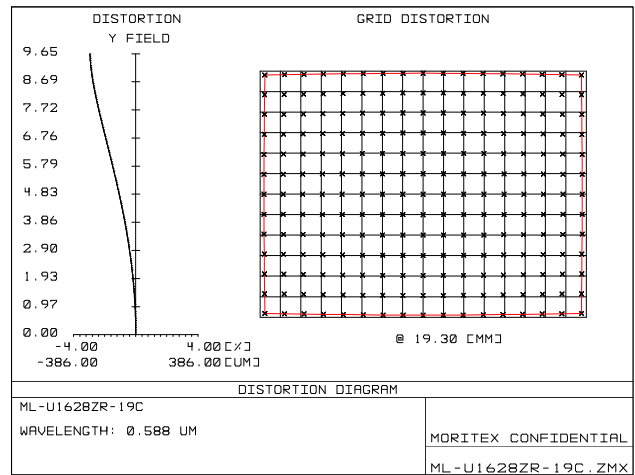 DISTORTION
Y FIELD
9.65
8.69
7.72
6.76
5.79
4.83
3.86
2.90
1.93
0.97
0.00
-4.00 4.00[%]
-386.00 386.00[UM]
GRID DISTORTION
@ 19.30 [MM]
DISTORTION DIAGRAM
ML-U1628ZR-19C
WAVELENGTH: 0.588 UM
MORITEX CONFIDENTIAL
ML-U1628ZR-19C.ZMX